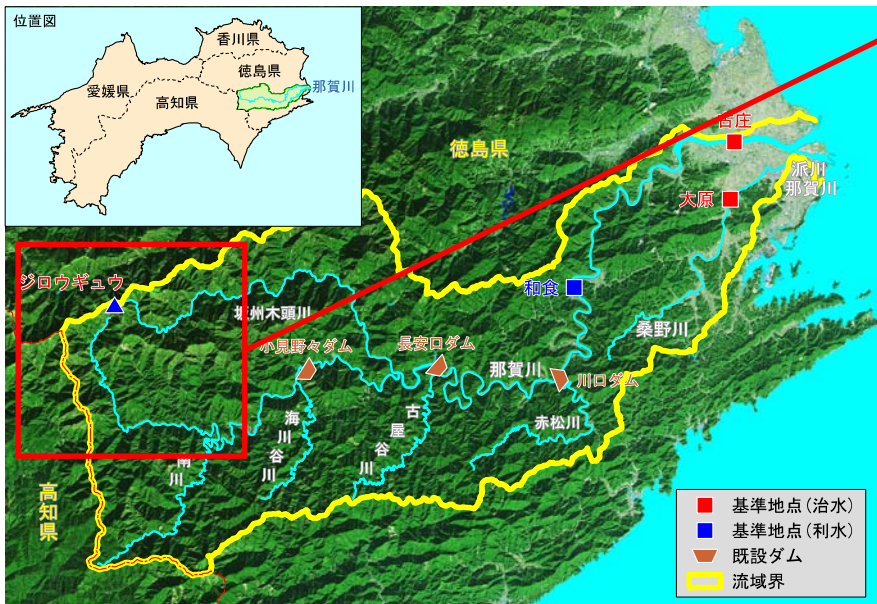 位置図
香川県
徳島県
愛媛県
高知県
那賀川
徳島県
古庄
大原
派川
那賀川
ジロウギュウ
坂州木頭川
和食
桑野川
小見野々ダム
長安口ダム
那賀川
川口ダム
赤松川
海川谷川
古屋谷川
南川
高知県
基準地点(治水)
基準地点(利水)
既設ダム
流域界